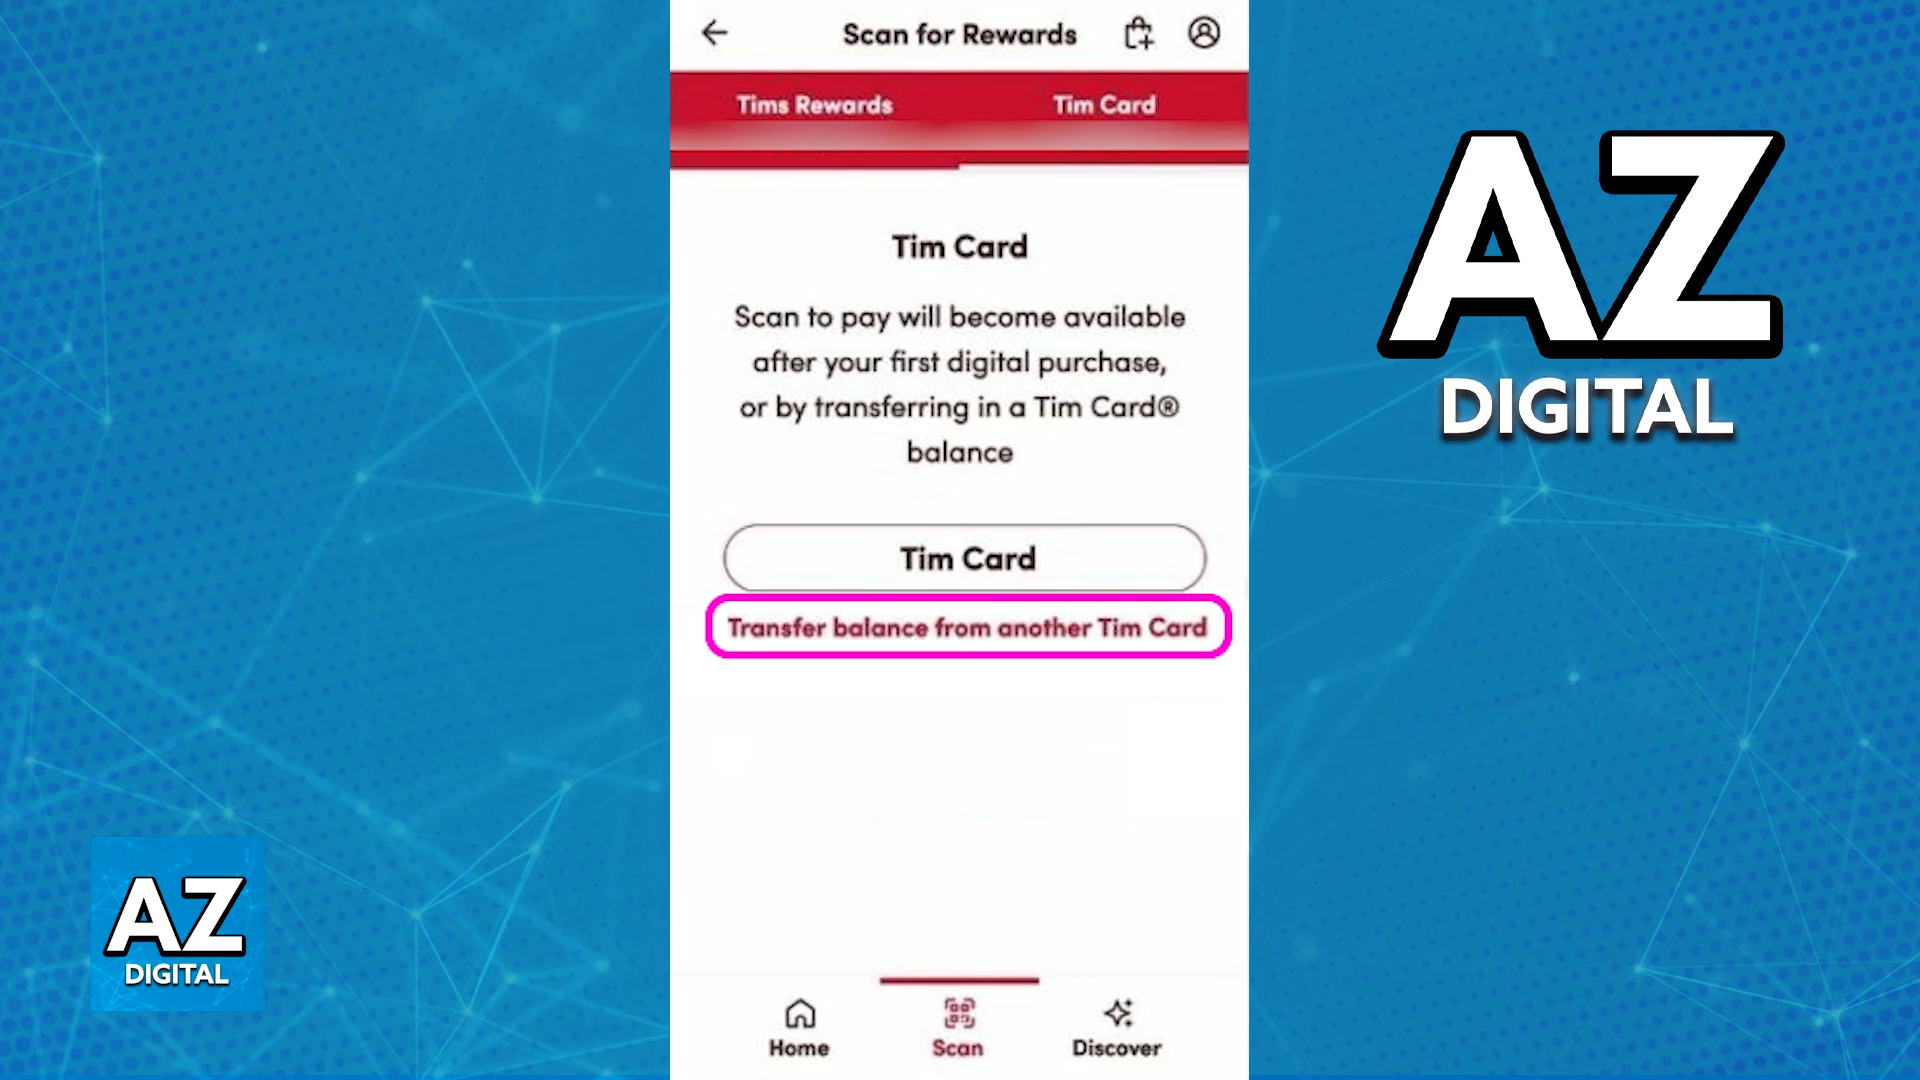 Scan for Rewards
Tims Rewards
Tim Card
Tim Card
Scan to pay will become available
after your first digital purchase,
or by transferring in a Tim Card®
balance
Tim Card
Transfer balance from another Tim Card
Home
Scan
Discover
AZ
DIGITAL
AZ
DIGITAL